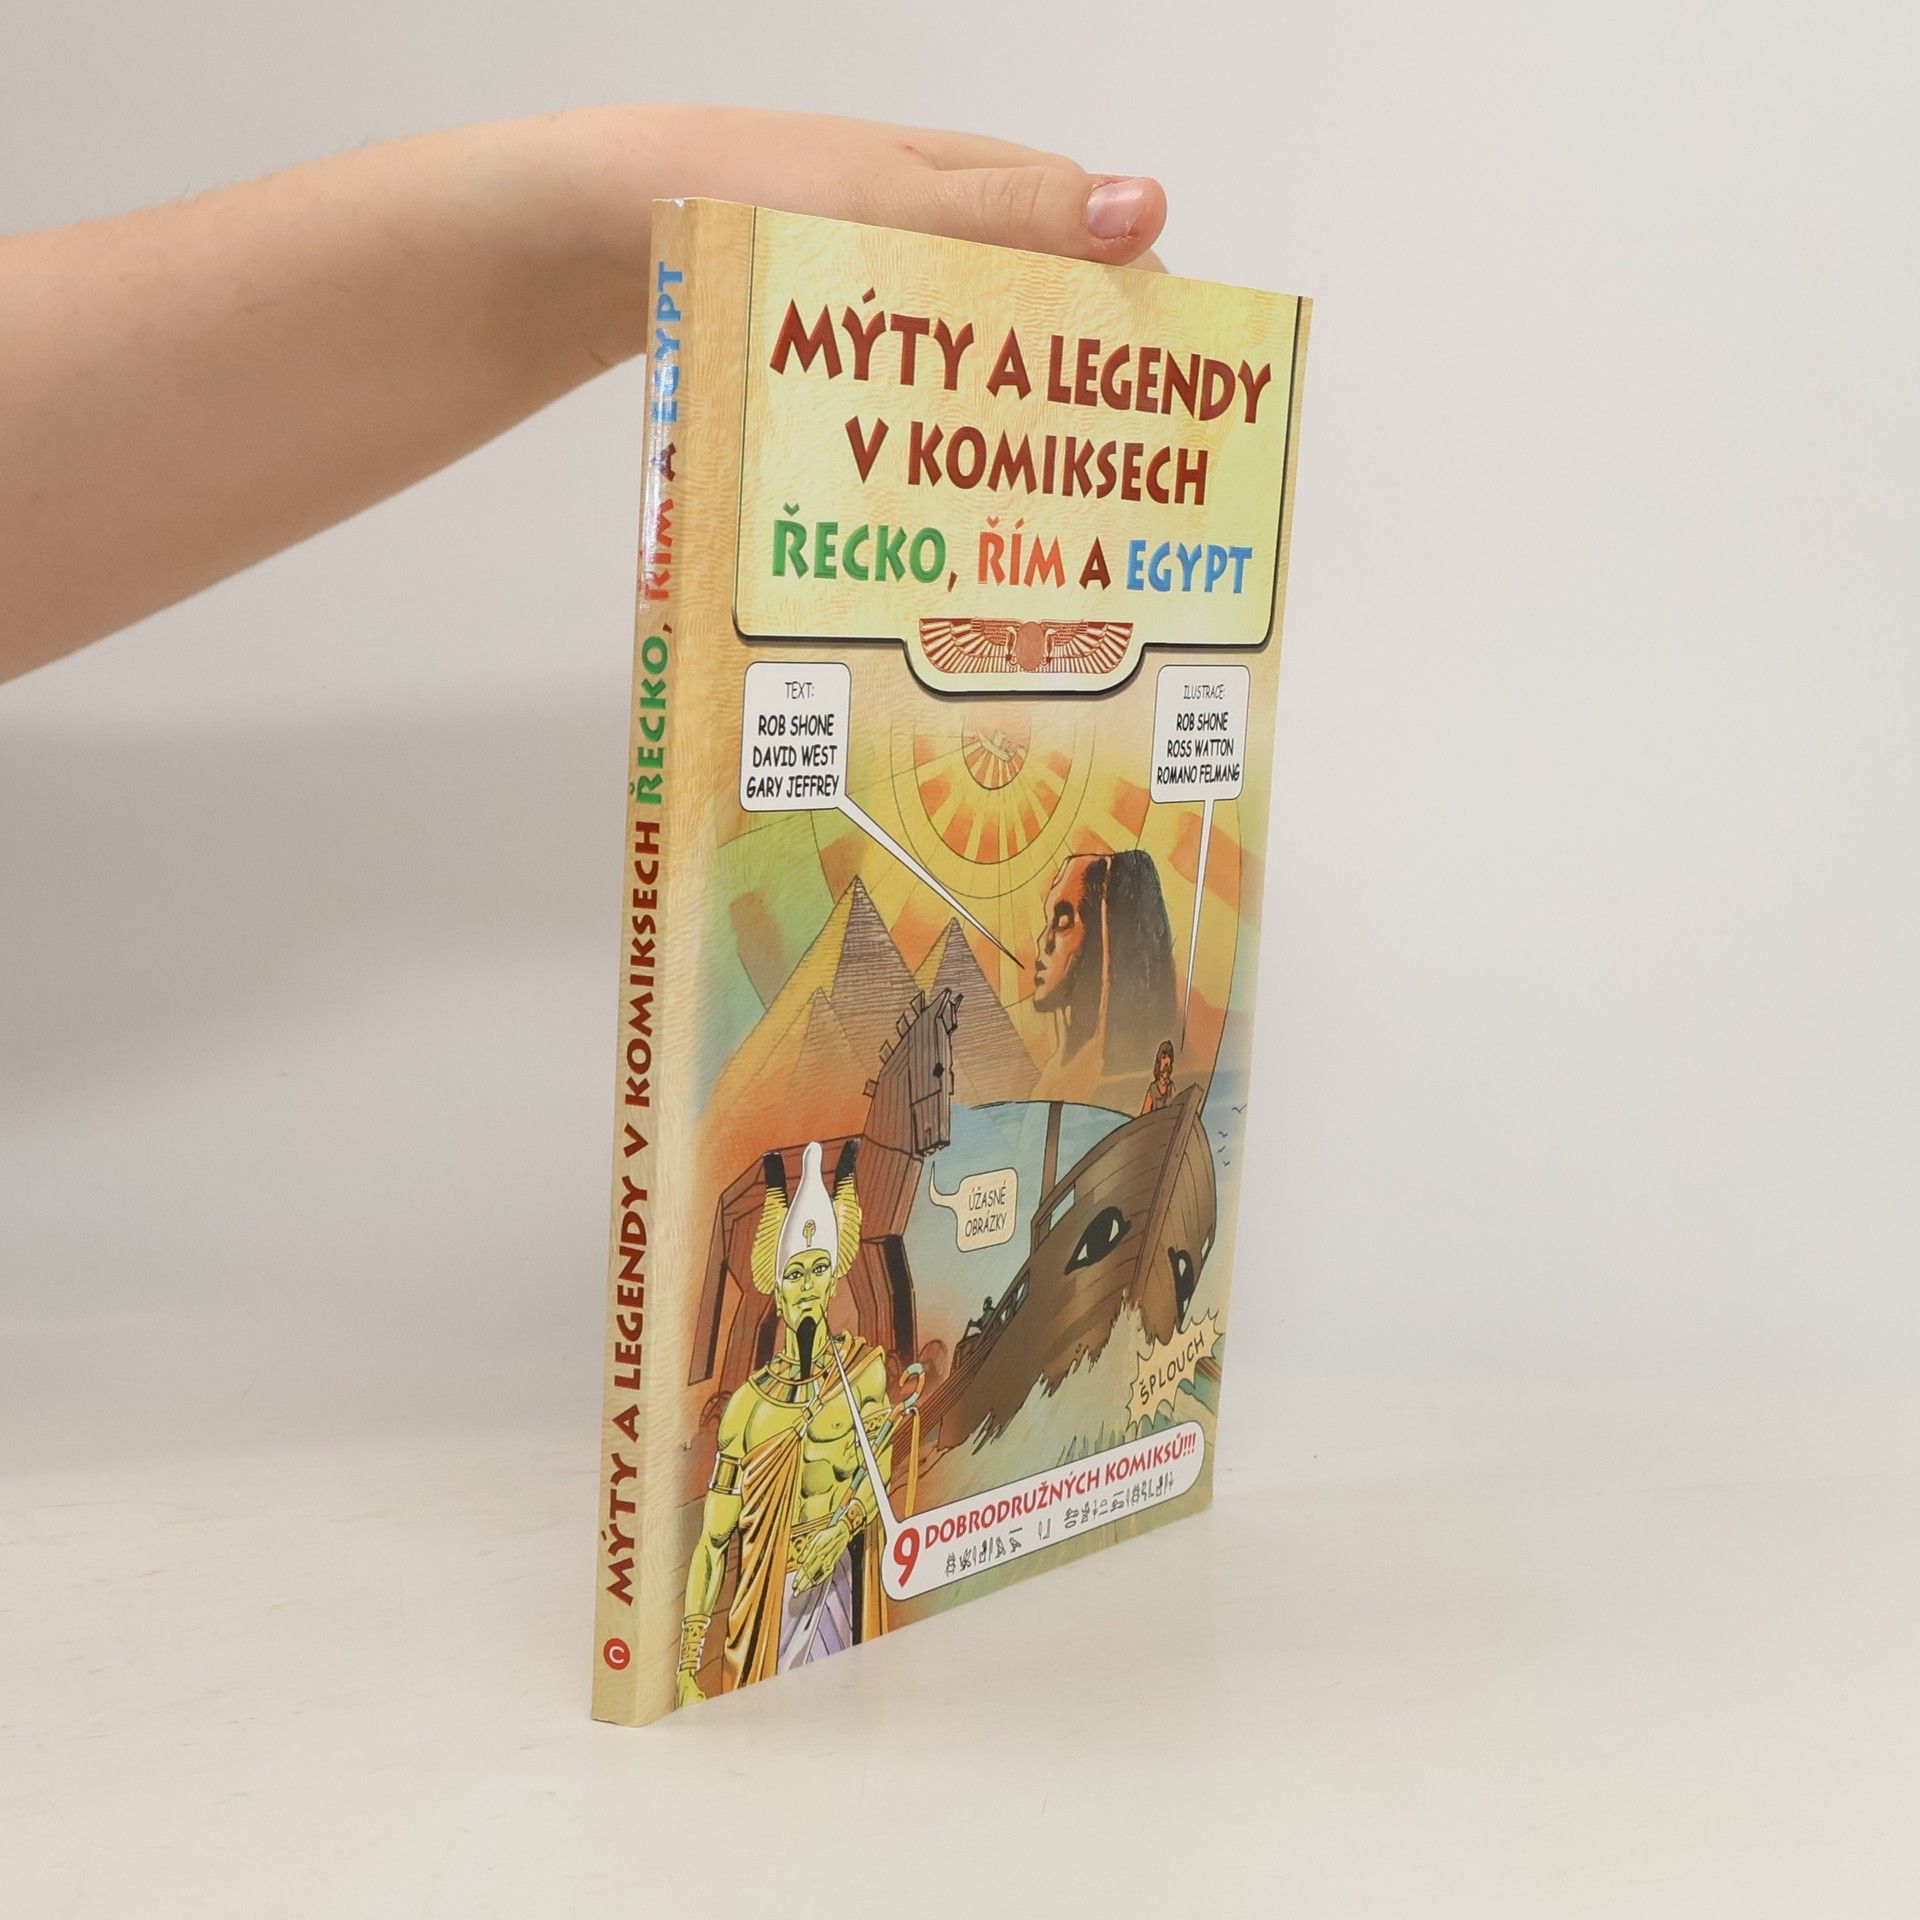 MÝTY A LEGENDY
V KOMIKSECH
ŘECKO, ŘÍM A EGYPT
TEXT:
ROB SHONE
DAVID WEST
GARY JEFFREY
ILUSTRACE:
ROB SHONE
ROSS WATTON
ROMANO FELMANG
ÚŽASNÉ
OBRÁZKY
ŠPLOUCH
9 DOBRODRUŽNÝCH KOMIKSŮ!!!
MÝTY A LEGENDY V KOMIKSECH ŘECKO, ŘÍM A EGYPT
C